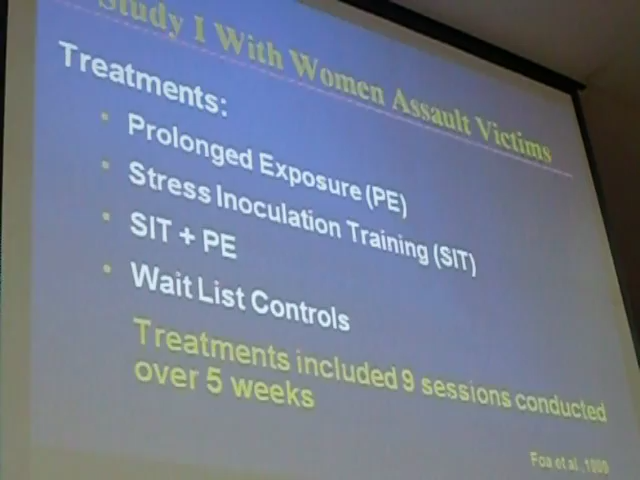 Study I With Women Assault Victims
Treatments:
• Prolonged Exposure (PE)
• Stress Inoculation Training (SIT)
• SIT + PE
• Wait List Controls
Treatments included 9 sessions conducted
over 5 weeks
Foa et al., 1999